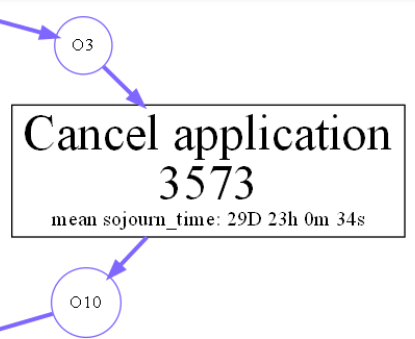 O3
Cancel application
3573
mean sojourn_time: 29D 23h 0m 34s
O10